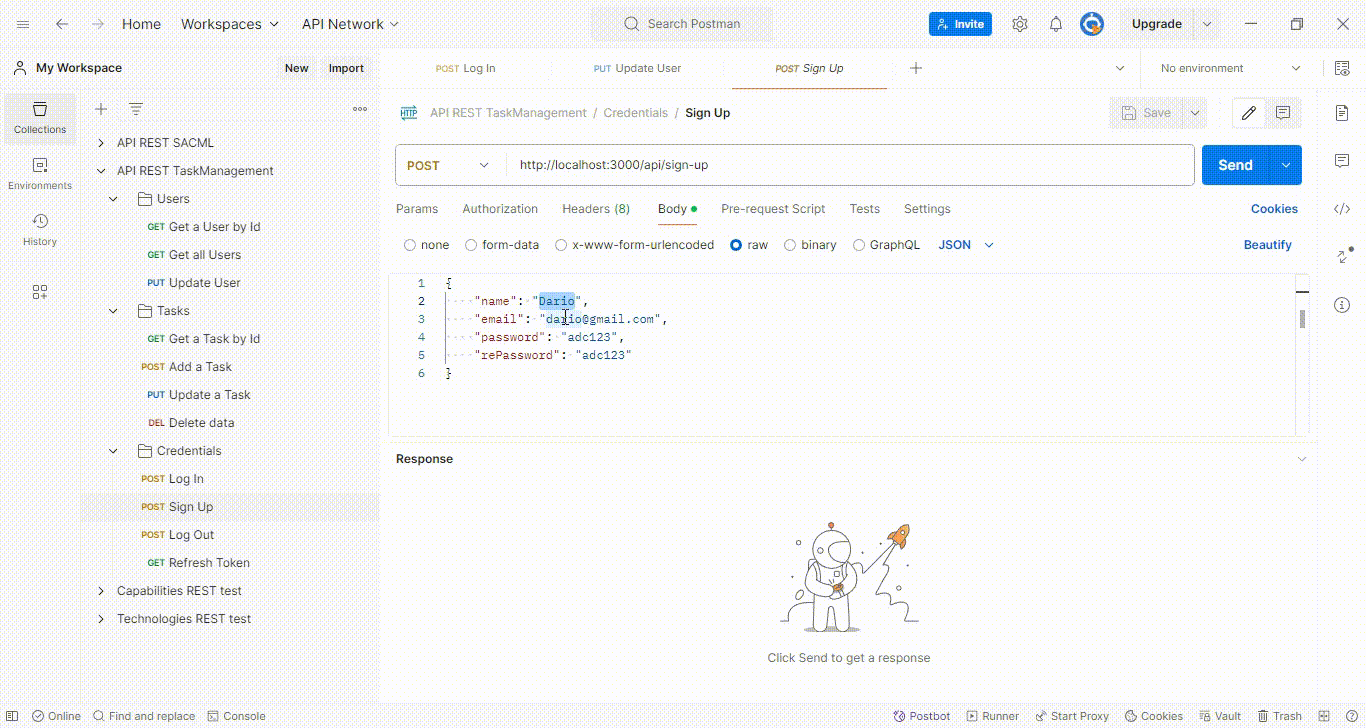 Home Workspaces API Network Search Postman Invite Upgrade
My Workspace New Import POST Log In PUT Update User POST Sign Up No environment
Collections
Environments
History
API REST SACML
API REST TaskManagement
Users
GET Get a User by Id
GET Get all Users
PUT Update User
Tasks
GET Get a Task by Id
POST Add a Task
PUT Update a Task
DEL Delete data
Credentials
POST Log In
POST Sign Up
POST Log Out
GET Refresh Token
Capabilities REST test
Technologies REST test
HTTP API REST TaskManagement / Credentials / Sign Up Save
POST http://localhost:3000/api/sign-up Send
Params Authorization Headers (8) Body Pre-request Script Tests Settings Cookies
none form-data x-www-form-urlencoded raw binary GraphQL JSON Beautify
1 {
2 "name": "Dario",
3 "email": "dario@gmail.com",
4 "password": "adc123",
5 "rePassword": "adc123"
6 }
Response
Click Send to get a response
Online Find and replace Console Postbot Runner Start Proxy Cookies Vault Trash